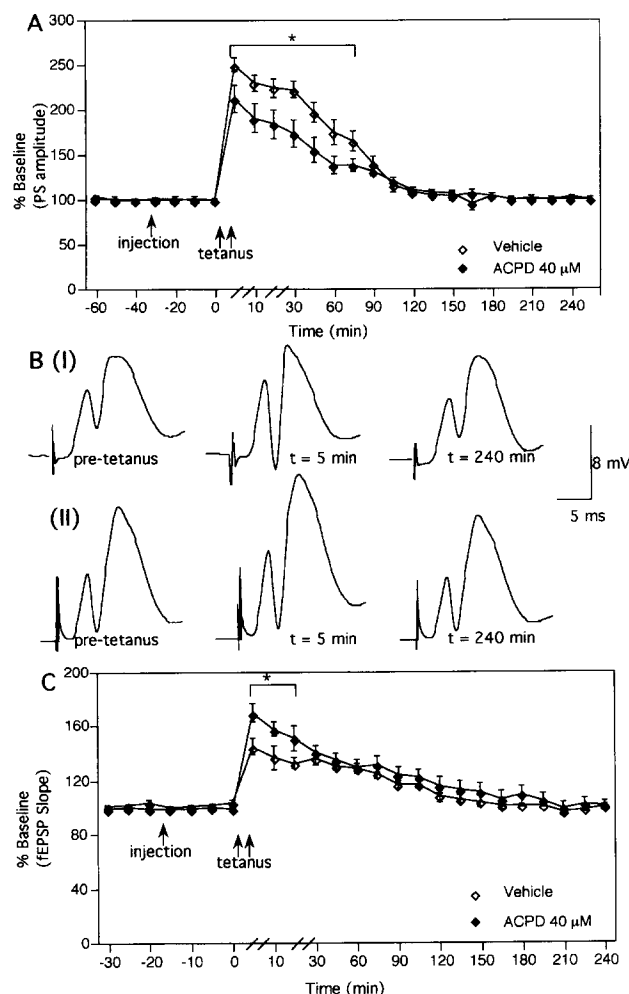 A
300
250
200
150
100
50
0
% Baseline
(PS amplitude)
*
injection
tetanus
Vehicle
ACPD 40 μM
-60 -40 -20 0 10 30 60 90 120 150 180 210 240
Time (min)
B (I)
pre-tetanus
t = 5 min
t = 240 min
8 mV
5 ms
(II)
pre-tetanus
t = 5 min
t = 240 min
C
200
160
120
80
40
0
% Baseline
(fEPSP Slope)
*
injection
tetanus
Vehicle
ACPD 40 μM
-30 -20 -10 0 10 30 60 90 120 150 180 210 240
Time (min)